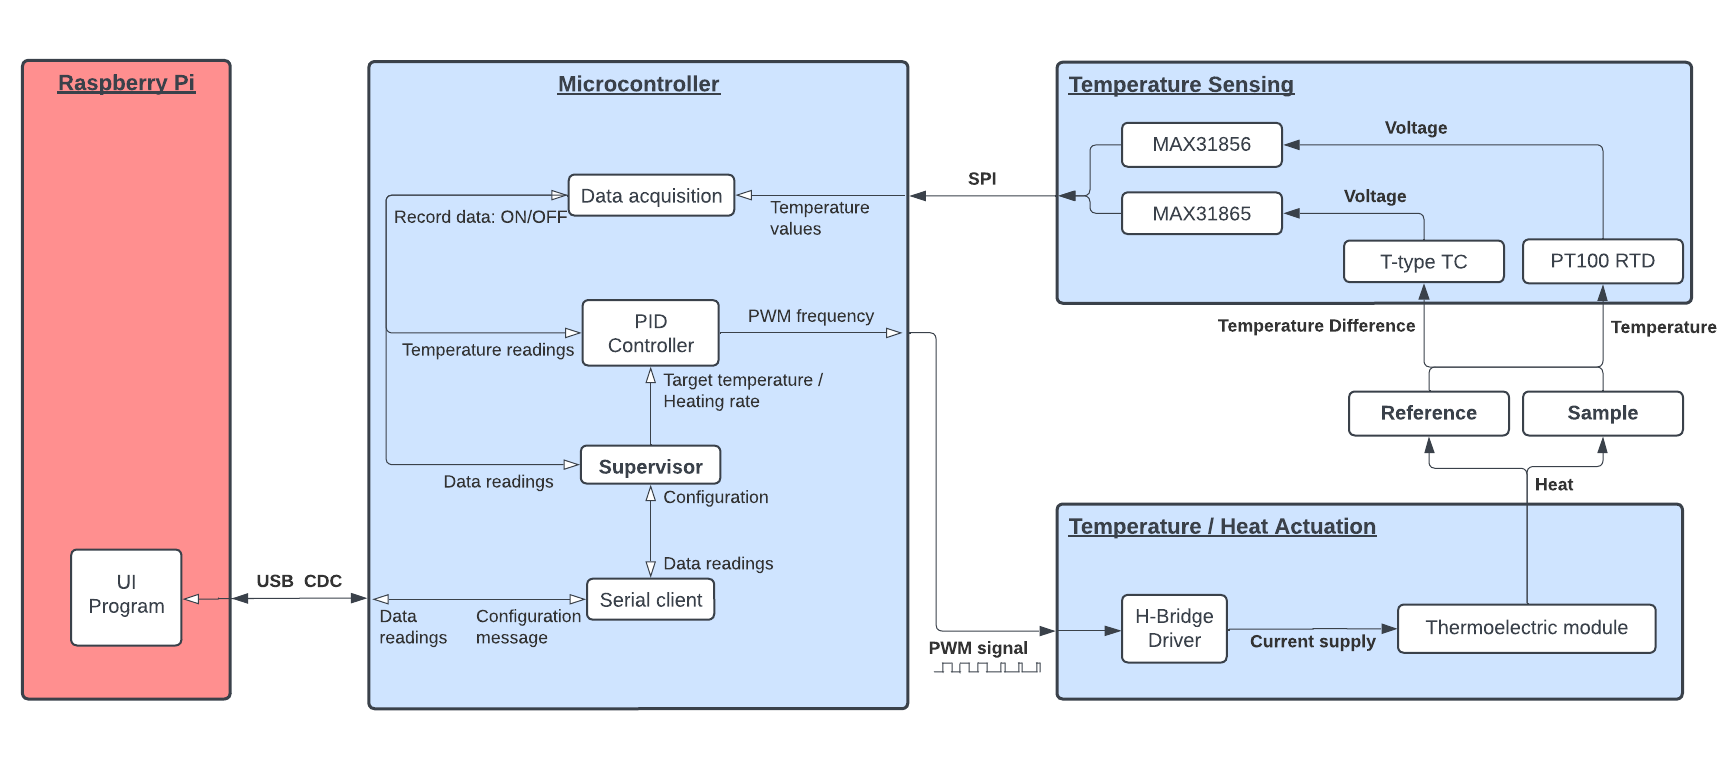 Raspberry Pi
UI
Program
USB CDC
Microcontroller
Data acquisition
Record data: ON/OFF
Temperature
values
PID
Controller
PWM frequency
Temperature readings
Target temperature /
Heating rate
Supervisor
Data readings
Configuration
Data readings
Serial client
Data
readings
Configuration
message
SPI
PWM signal
Temperature Sensing
MAX31856
Voltage
MAX31865
Voltage
T-type TC
PT100 RTD
Temperature Difference
Temperature
Reference
Sample
Heat
Temperature / Heat Actuation
H-Bridge
Driver
Current supply
Thermoelectric module